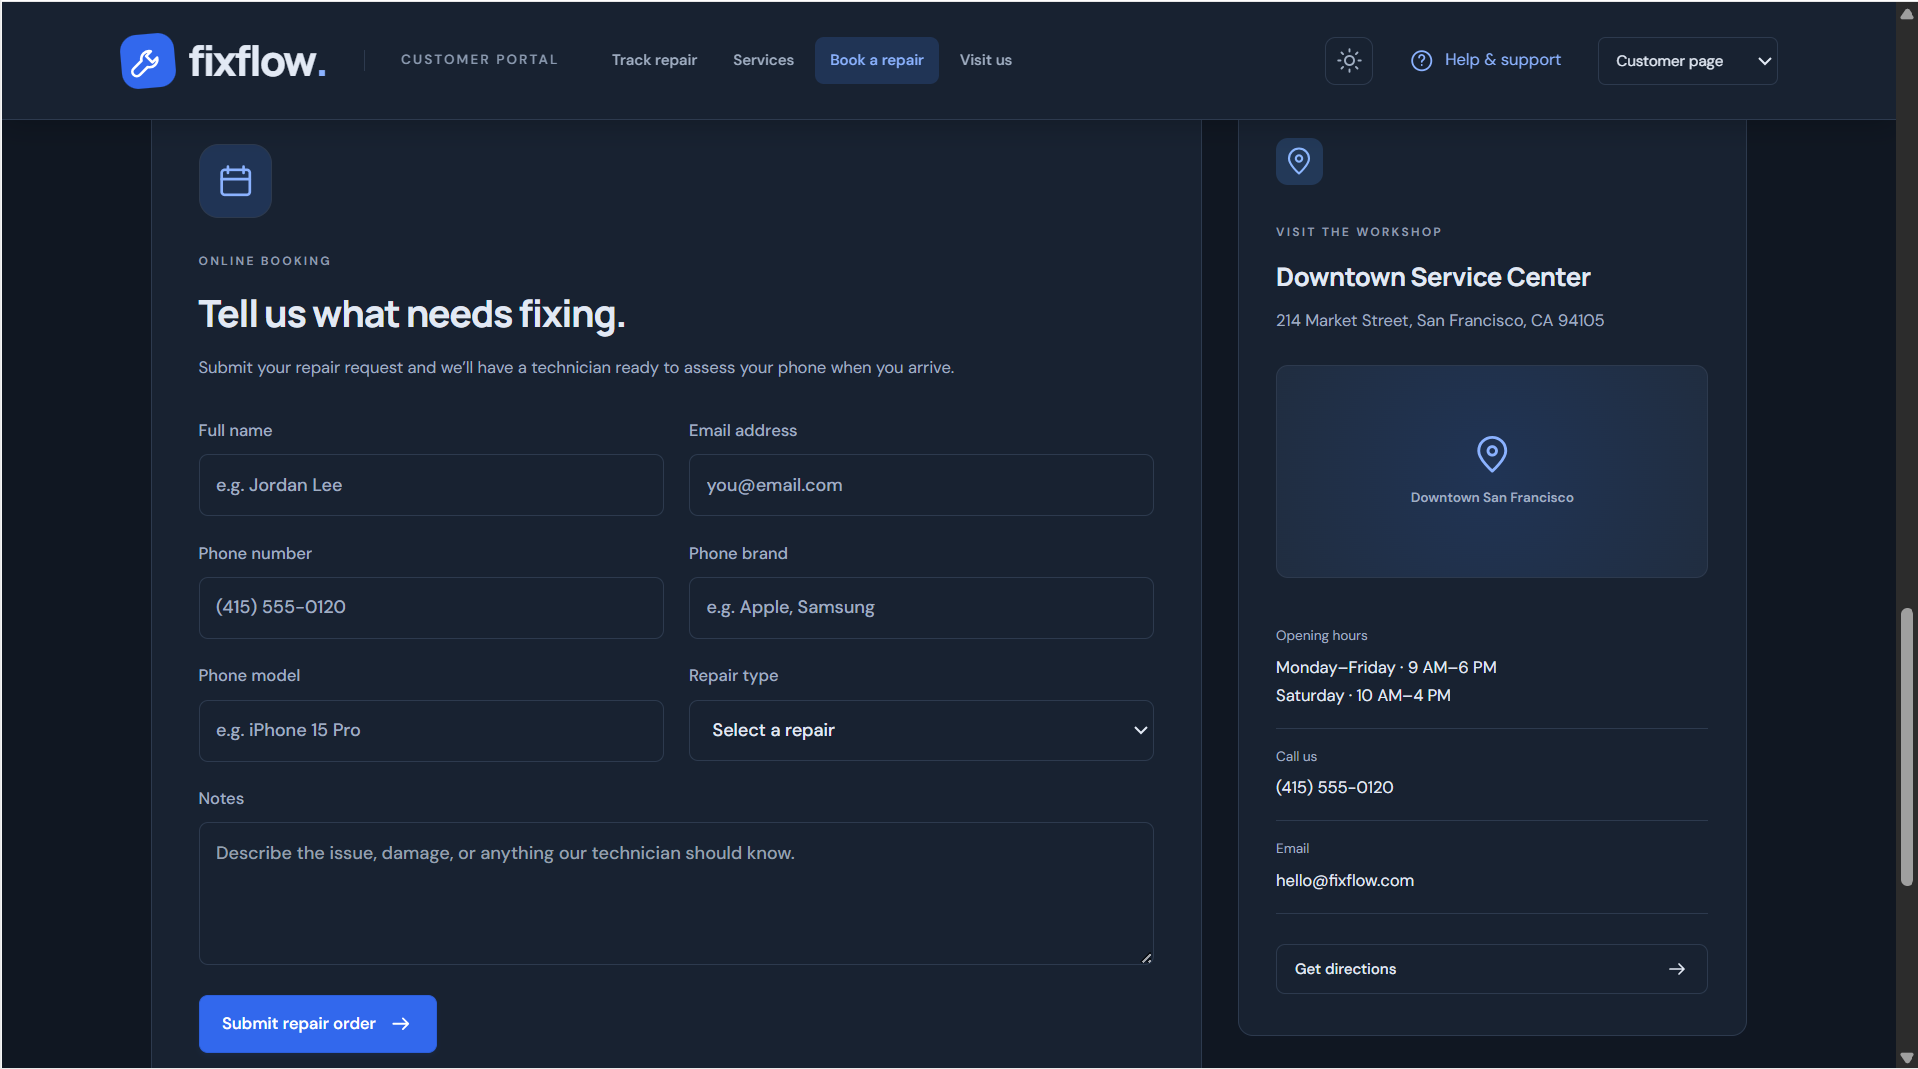 fixflow.
CUSTOMER PORTAL
Track repair
Services
Book a repair
Visit us
Help & support
Customer page
ONLINE BOOKING
Tell us what needs fixing.
Submit your repair request and we’ll have a technician ready to assess your phone when you arrive.
Full name
e.g. Jordan Lee
Email address
you@email.com
Phone number
(415) 555-0120
Phone brand
e.g. Apple, Samsung
Phone model
e.g. iPhone 15 Pro
Repair type
Select a repair
Notes
Describe the issue, damage, or anything our technician should know.
Submit repair order
VISIT THE WORKSHOP
Downtown Service Center
214 Market Street, San Francisco, CA 94105
Downtown San Francisco
Opening hours
Monday–Friday · 9 AM–6 PM
Saturday · 10 AM–4 PM
Call us
(415) 555-0120
Email
hello@fixflow.com
Get directions